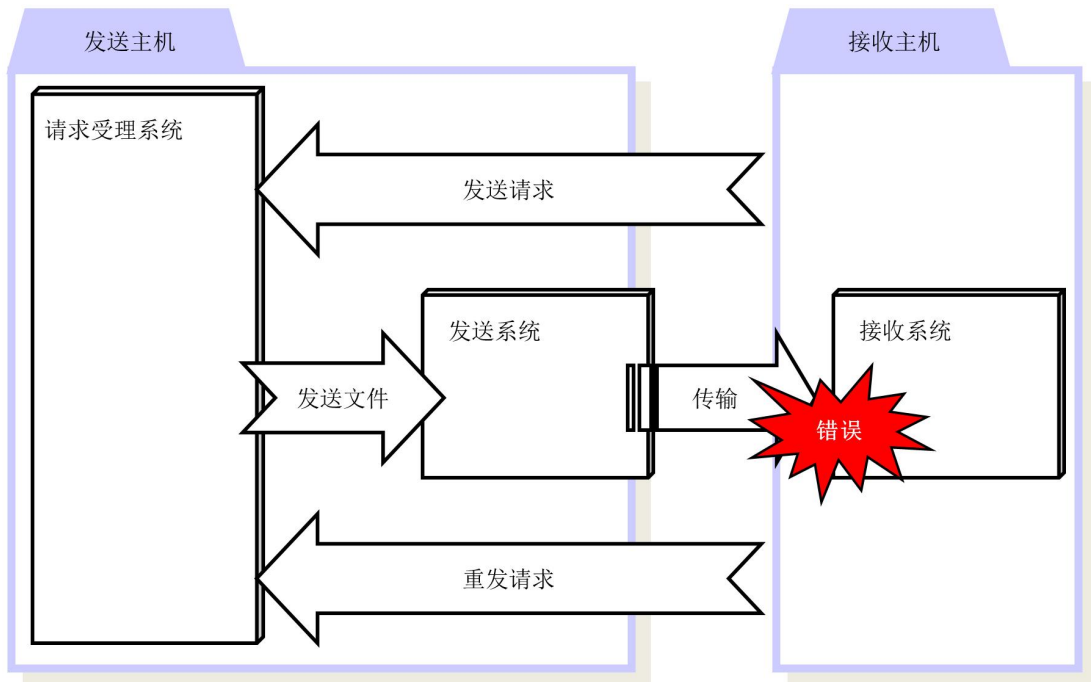 发送主机
接收主机
请求受理系统
发送请求
发送系统
接收系统
发送文件
传输
错误
重发请求